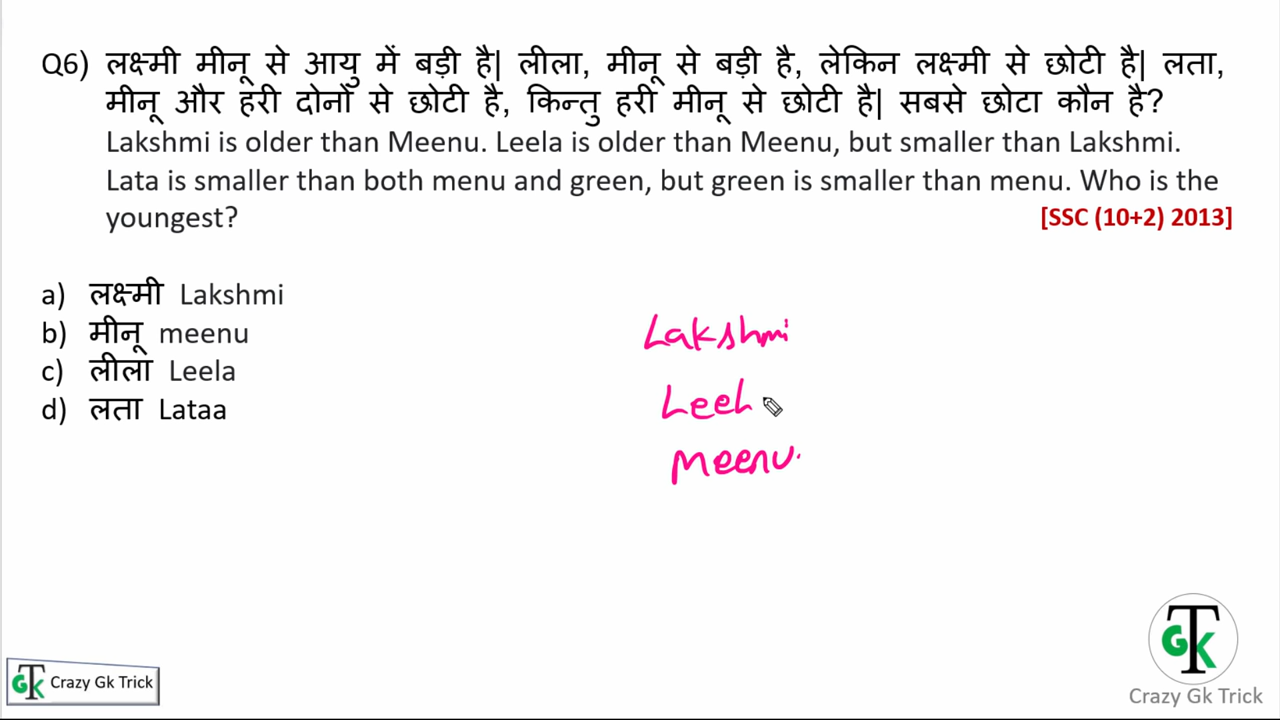 Q6) लक्ष्मी मीनू से आयु में बड़ी है| लीला, मीनू से बड़ी है, लेकिन लक्ष्मी से छोटी है| लता,
मीनू और हरी दोनों से छोटी है, किन्तु हरी मीनू से छोटी है| सबसे छोटा कौन है?
Lakshmi is older than Meenu. Leela is older than Meenu, but smaller than Lakshmi.
Lata is smaller than both menu and green, but green is smaller than menu. Who is the
youngest? [SSC (10+2) 2013]
a) लक्ष्मी Lakshmi
b) मीनू meenu
c) लीला Leela
d) लता Lataa
Lakshmi
Leel
Meenu.
GTK Crazy Gk Trick
GTK
Crazy Gk Trick